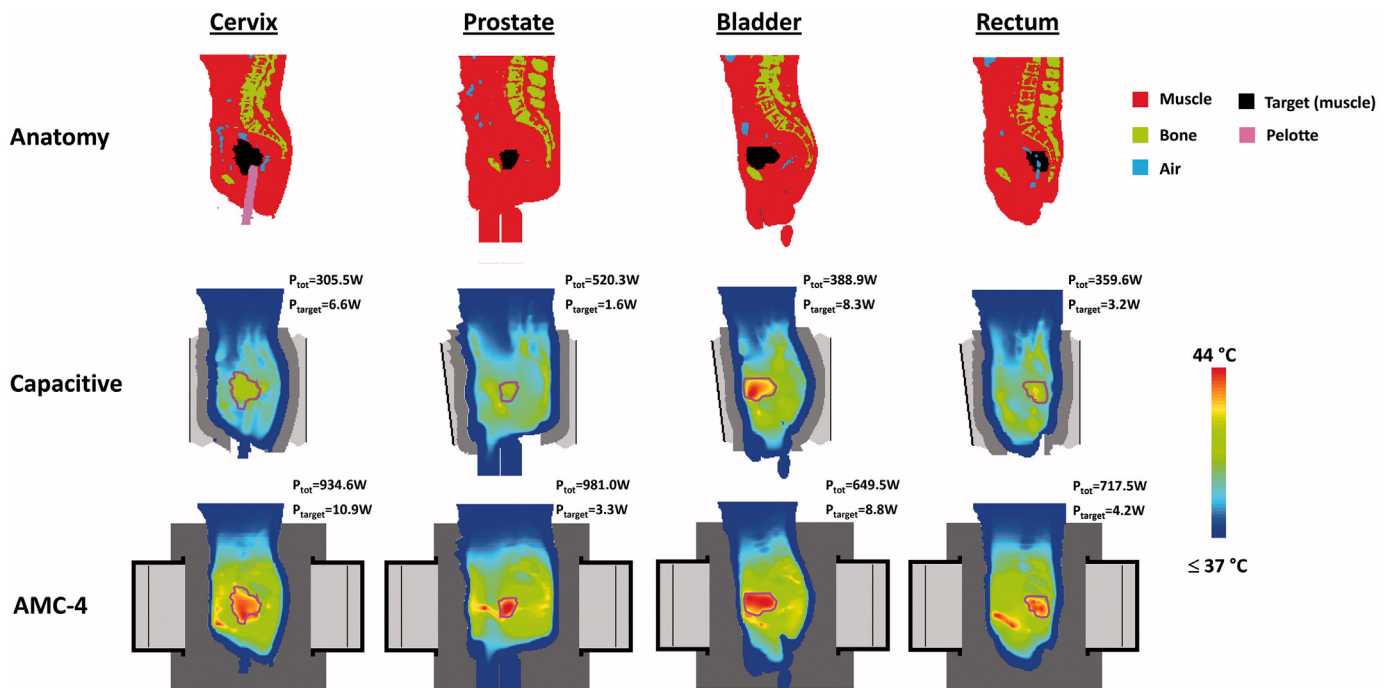 Cervix Prostate Bladder Rectum
Anatomy
Muscle Target (muscle)
Bone Pelotte
Air
Capacitive
Ptot=305.5W Ptot=520.3W Ptot=388.9W Ptot=359.6W
Ptarget=6.6W Ptarget=1.6W Ptarget=8.3W Ptarget=3.2W
44 °C
≤ 37 °C
AMC-4
Ptot=934.6W Ptot=981.0W Ptot=649.5W Ptot=717.5W
Ptarget=10.9W Ptarget=3.3W Ptarget=8.8W Ptarget=4.2W